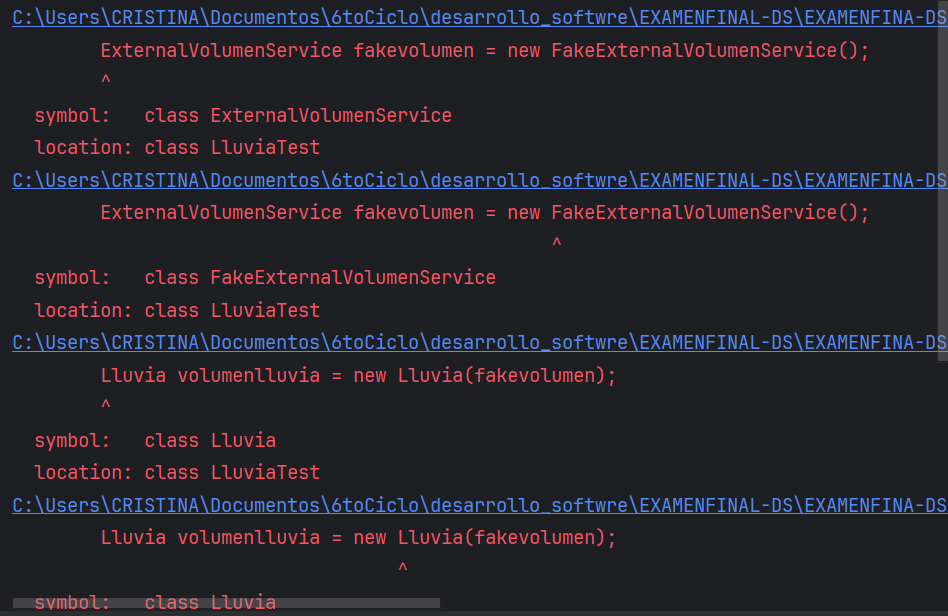 C:\Users\CRISTINA\Documentos\6toCiclo\desarrollo_softwre\EXAMENFINAL-DS\EXAMENFINA-DS
ExternalVolumenService fakevolumen = new FakeExternalVolumenService();
^
symbol:   class ExternalVolumenService
location: class LluviaTest
C:\Users\CRISTINA\Documentos\6toCiclo\desarrollo_softwre\EXAMENFINAL-DS\EXAMENFINA-DS
ExternalVolumenService fakevolumen = new FakeExternalVolumenService();
^
symbol:   class FakeExternalVolumenService
location: class LluviaTest
C:\Users\CRISTINA\Documentos\6toCiclo\desarrollo_softwre\EXAMENFINAL-DS\EXAMENFINA-DS
Lluvia volumenlluvia = new Lluvia(fakevolumen);
^
symbol:   class Lluvia
location: class LluviaTest
C:\Users\CRISTINA\Documentos\6toCiclo\desarrollo_softwre\EXAMENFINAL-DS\EXAMENFINA-DS
Lluvia volumenlluvia = new Lluvia(fakevolumen);
^
symbol:   class Lluvia